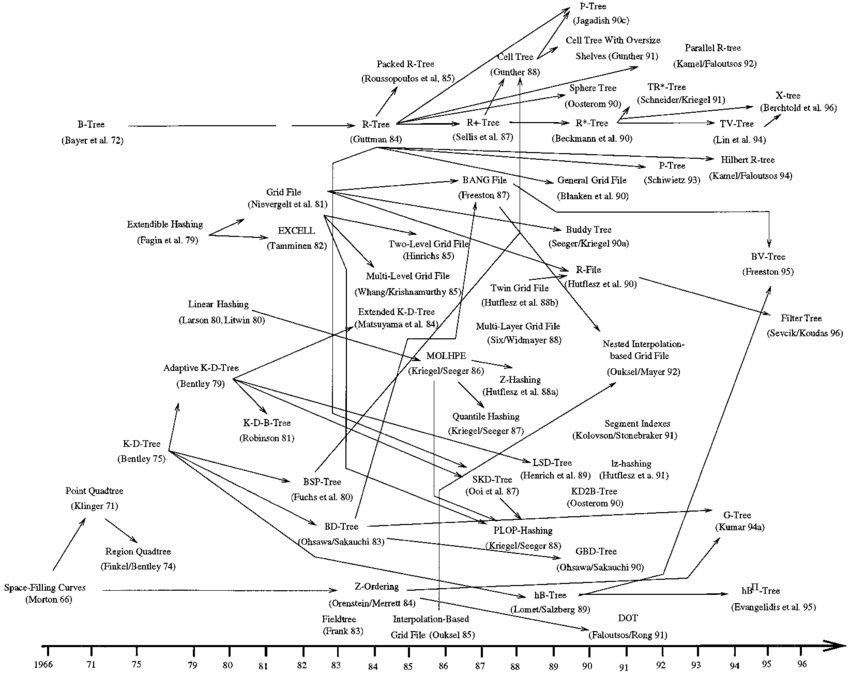 P-Tree
(Jagadish 90c)
Cell Tree With Oversize
Shelves (Gunther 91)
Cell Tree
(Gunther 88)
Parallel R-tree
(Kamel/Faloutsos 92)
Packed R-Tree
(Roussopoulos et al, 85)
Sphere Tree
(Oosterom 90)
TR*-Tree
(Schneider/Kriegel 91)
X-tree
(Berchtold et al. 96)
B-Tree
(Bayer et al. 72)
R-Tree
(Guttman 84)
R+-Tree
(Sellis et al. 87)
R*-Tree
(Beckmann et al. 90)
TV-Tree
(Lin et al. 94)
P-Tree
(Schiwietz 93)
Hilbert R-tree
(Kamel/Faloutsos 94)
Grid File
(Nievergelt et al. 81)
BANG File
(Freeston 87)
General Grid File
(Blanken et al. 90)
Extendible Hashing
(Fagin et al. 79)
EXCELL
(Tamminen 82)
Two-Level Grid File
(Hinrichs 85)
Buddy Tree
(Seeger/Kriegel 90a)
BV-Tree
(Freeston 95)
Multi-Level Grid File
(Whang/Krishnamurthy 85)
Twin Grid File
(Hutflesz et al. 88b)
R-File
(Hutflesz et al. 90)
Linear Hashing
(Larson 80, Litwin 80)
Extended K-D-Tree
(Matsuyama et al. 84)
Multi-Layer Grid File
(Six/Widmayer 88)
Filter Tree
(Sevcik/Koudas 96)
Nested Interpolation-
based Grid File
(Ouksel/Mayer 92)
MOLHPE
(Kriegel/Seeger 86)
Adaptive K-D-Tree
(Bentley 79)
Z-Hashing
(Hutflesz et al. 88a)
K-D-B-Tree
(Robinson 81)
Quantile Hashing
(Kriegel/Seeger 87)
Segment Indexes
(Kolovson/Stonebraker 91)
K-D-Tree
(Bentley 75)
BSP-Tree
(Fuchs et al. 80)
SKD-Tree
(Ooi et al. 87)
LSD-Tree
(Henrich et al. 89)
lz-hashing
(Hutflesz et a. 91)
KD2B-Tree
(Oosterom 90)
Point Quadtree
(Klinger 71)
BD-Tree
(Ohsawa/Sakauchi 83)
PLOP-Hashing
(Kriegel/Seeger 88)
G-Tree
(Kumar 94a)
Region Quadtree
(Finkel/Bentley 74)
GBD-Tree
(Ohsawa/Sakauchi 90)
Space-Filling Curves
(Morton 66)
Z-Ordering
(Orenstein/Merrett 84)
hB-Tree
(Lomet/Salzberg 89)
hBΠ-Tree
(Evangelidis et al. 95)
Fieldtree
(Frank 83)
Interpolation-Based
Grid File (Ouksel 85)
DOT
(Faloutsos/Rong 91)
1966 71 75 79 80 81 82 83 84 85 86 87 88 89 90 91 92 93 94 95 96